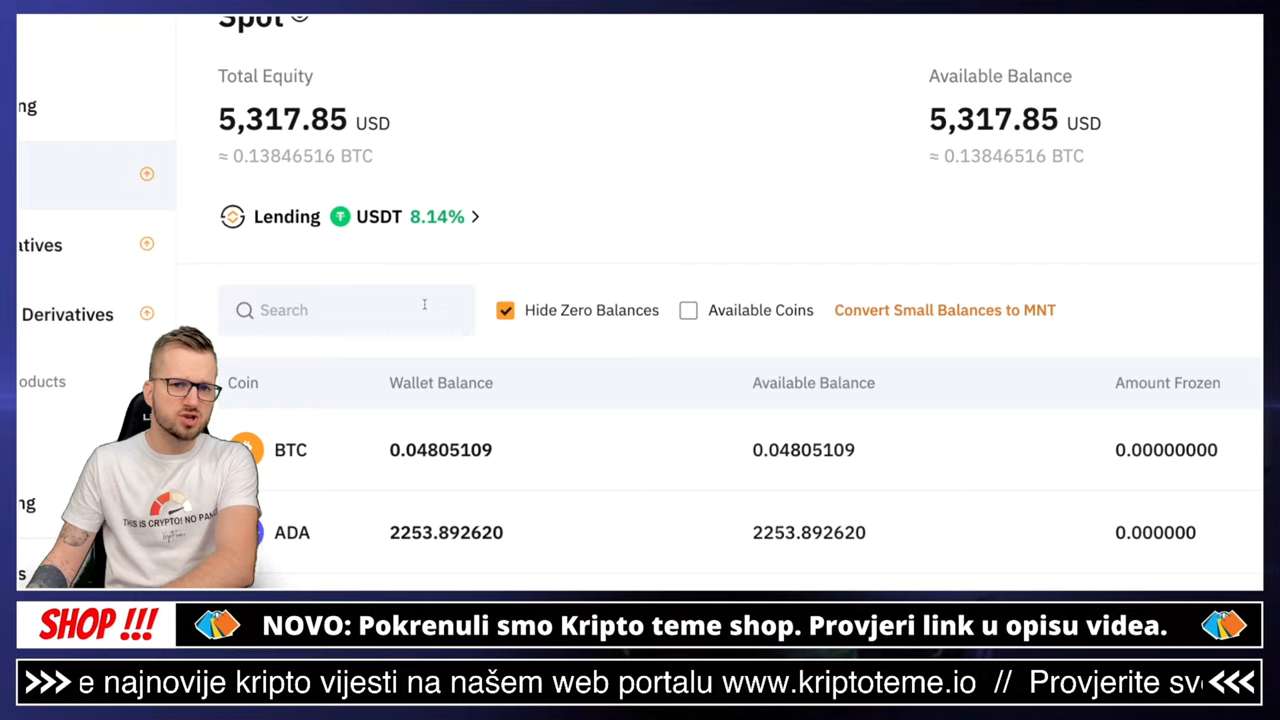 Spot
Total Equity
Available Balance
5,317.85 USD
5,317.85 USD
≈ 0.13846516 BTC
≈ 0.13846516 BTC
Lending USDT 8.14% >
ng
atives
Derivatives
oducts
ng
s
Search
Hide Zero Balances
Available Coins
Convert Small Balances to MNT
Coin Wallet Balance Available Balance Amount Frozen
BTC 0.04805109 0.04805109 0.00000000
ADA 2253.892620 2253.892620 0.000000
THIS IS CRYPTO! NO PAN
SHOP !!!
NOVO: Pokrenuli smo Kripto teme shop. Provjeri link u opisu videa.
>>> e najnovije kripto vijesti na našem web portalu www.kriptoteme.io // Provjerite sv <<<